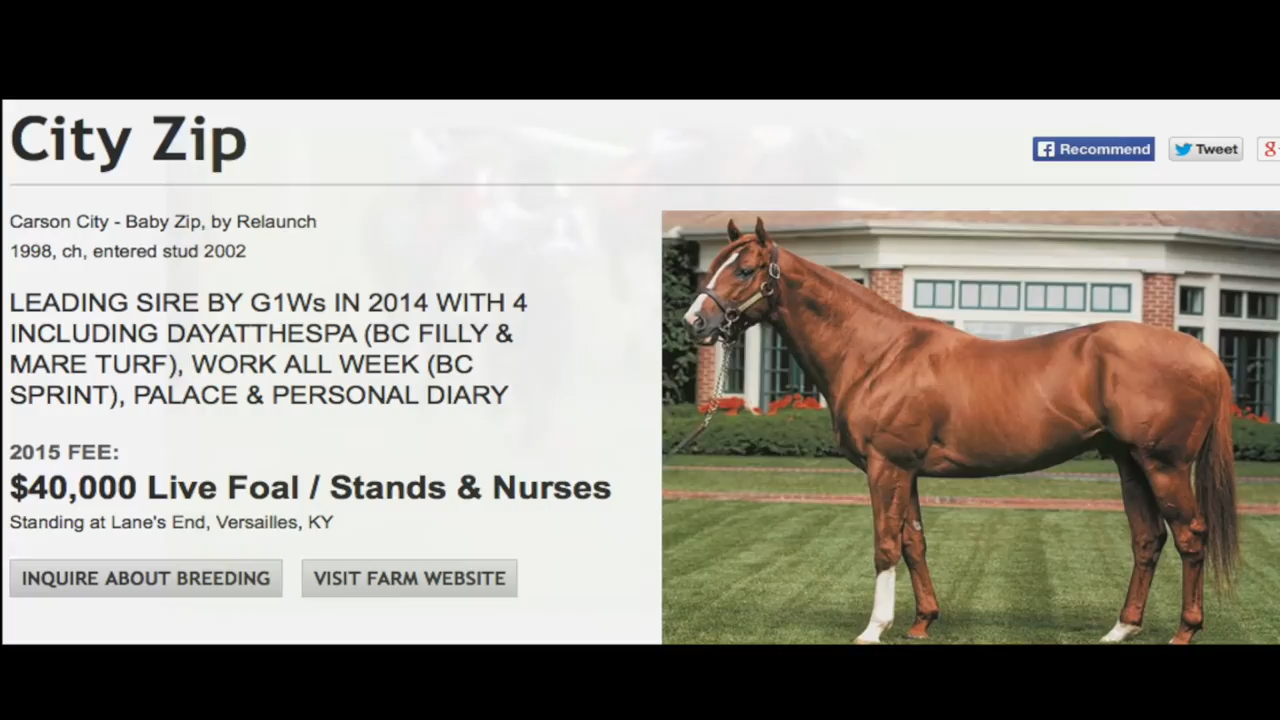 City Zip
Recommend
Tweet
g
Carson City - Baby Zip, by Relaunch
1998, ch, entered stud 2002
LEADING SIRE BY G1Ws IN 2014 WITH 4
INCLUDING DAYATTHESPA (BC FILLY &
MARE TURF), WORK ALL WEEK (BC
SPRINT), PALACE & PERSONAL DIARY
2015 FEE:
$40,000 Live Foal / Stands & Nurses
Standing at Lane's End, Versailles, KY
INQUIRE ABOUT BREEDING
VISIT FARM WEBSITE